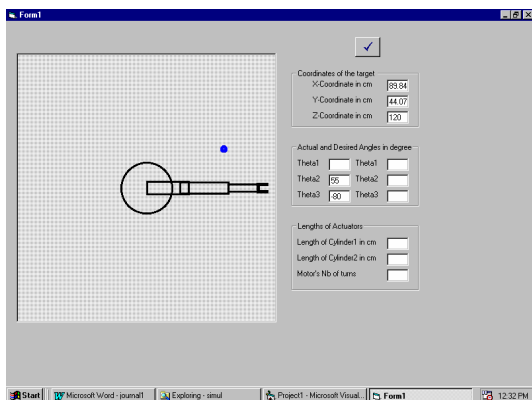 Form1
Coordinates of the target
X-Coordinate in cm 89.84
Y-Coordinate in cm 44.07
Z-Coordinate in cm 120
Actual and Desired Angles in degree
Theta1 Theta1
Theta2 55 Theta2
Theta3 -80 Theta3
Lengths of Actuators
Length of Cylinder1 in cm
Length of Cylinder2 in cm
Motor's Nb of turns
Start Microsoft Word - journal1 Exploring - simul Project1 - Microsoft Visual... Form1 12:32 PM